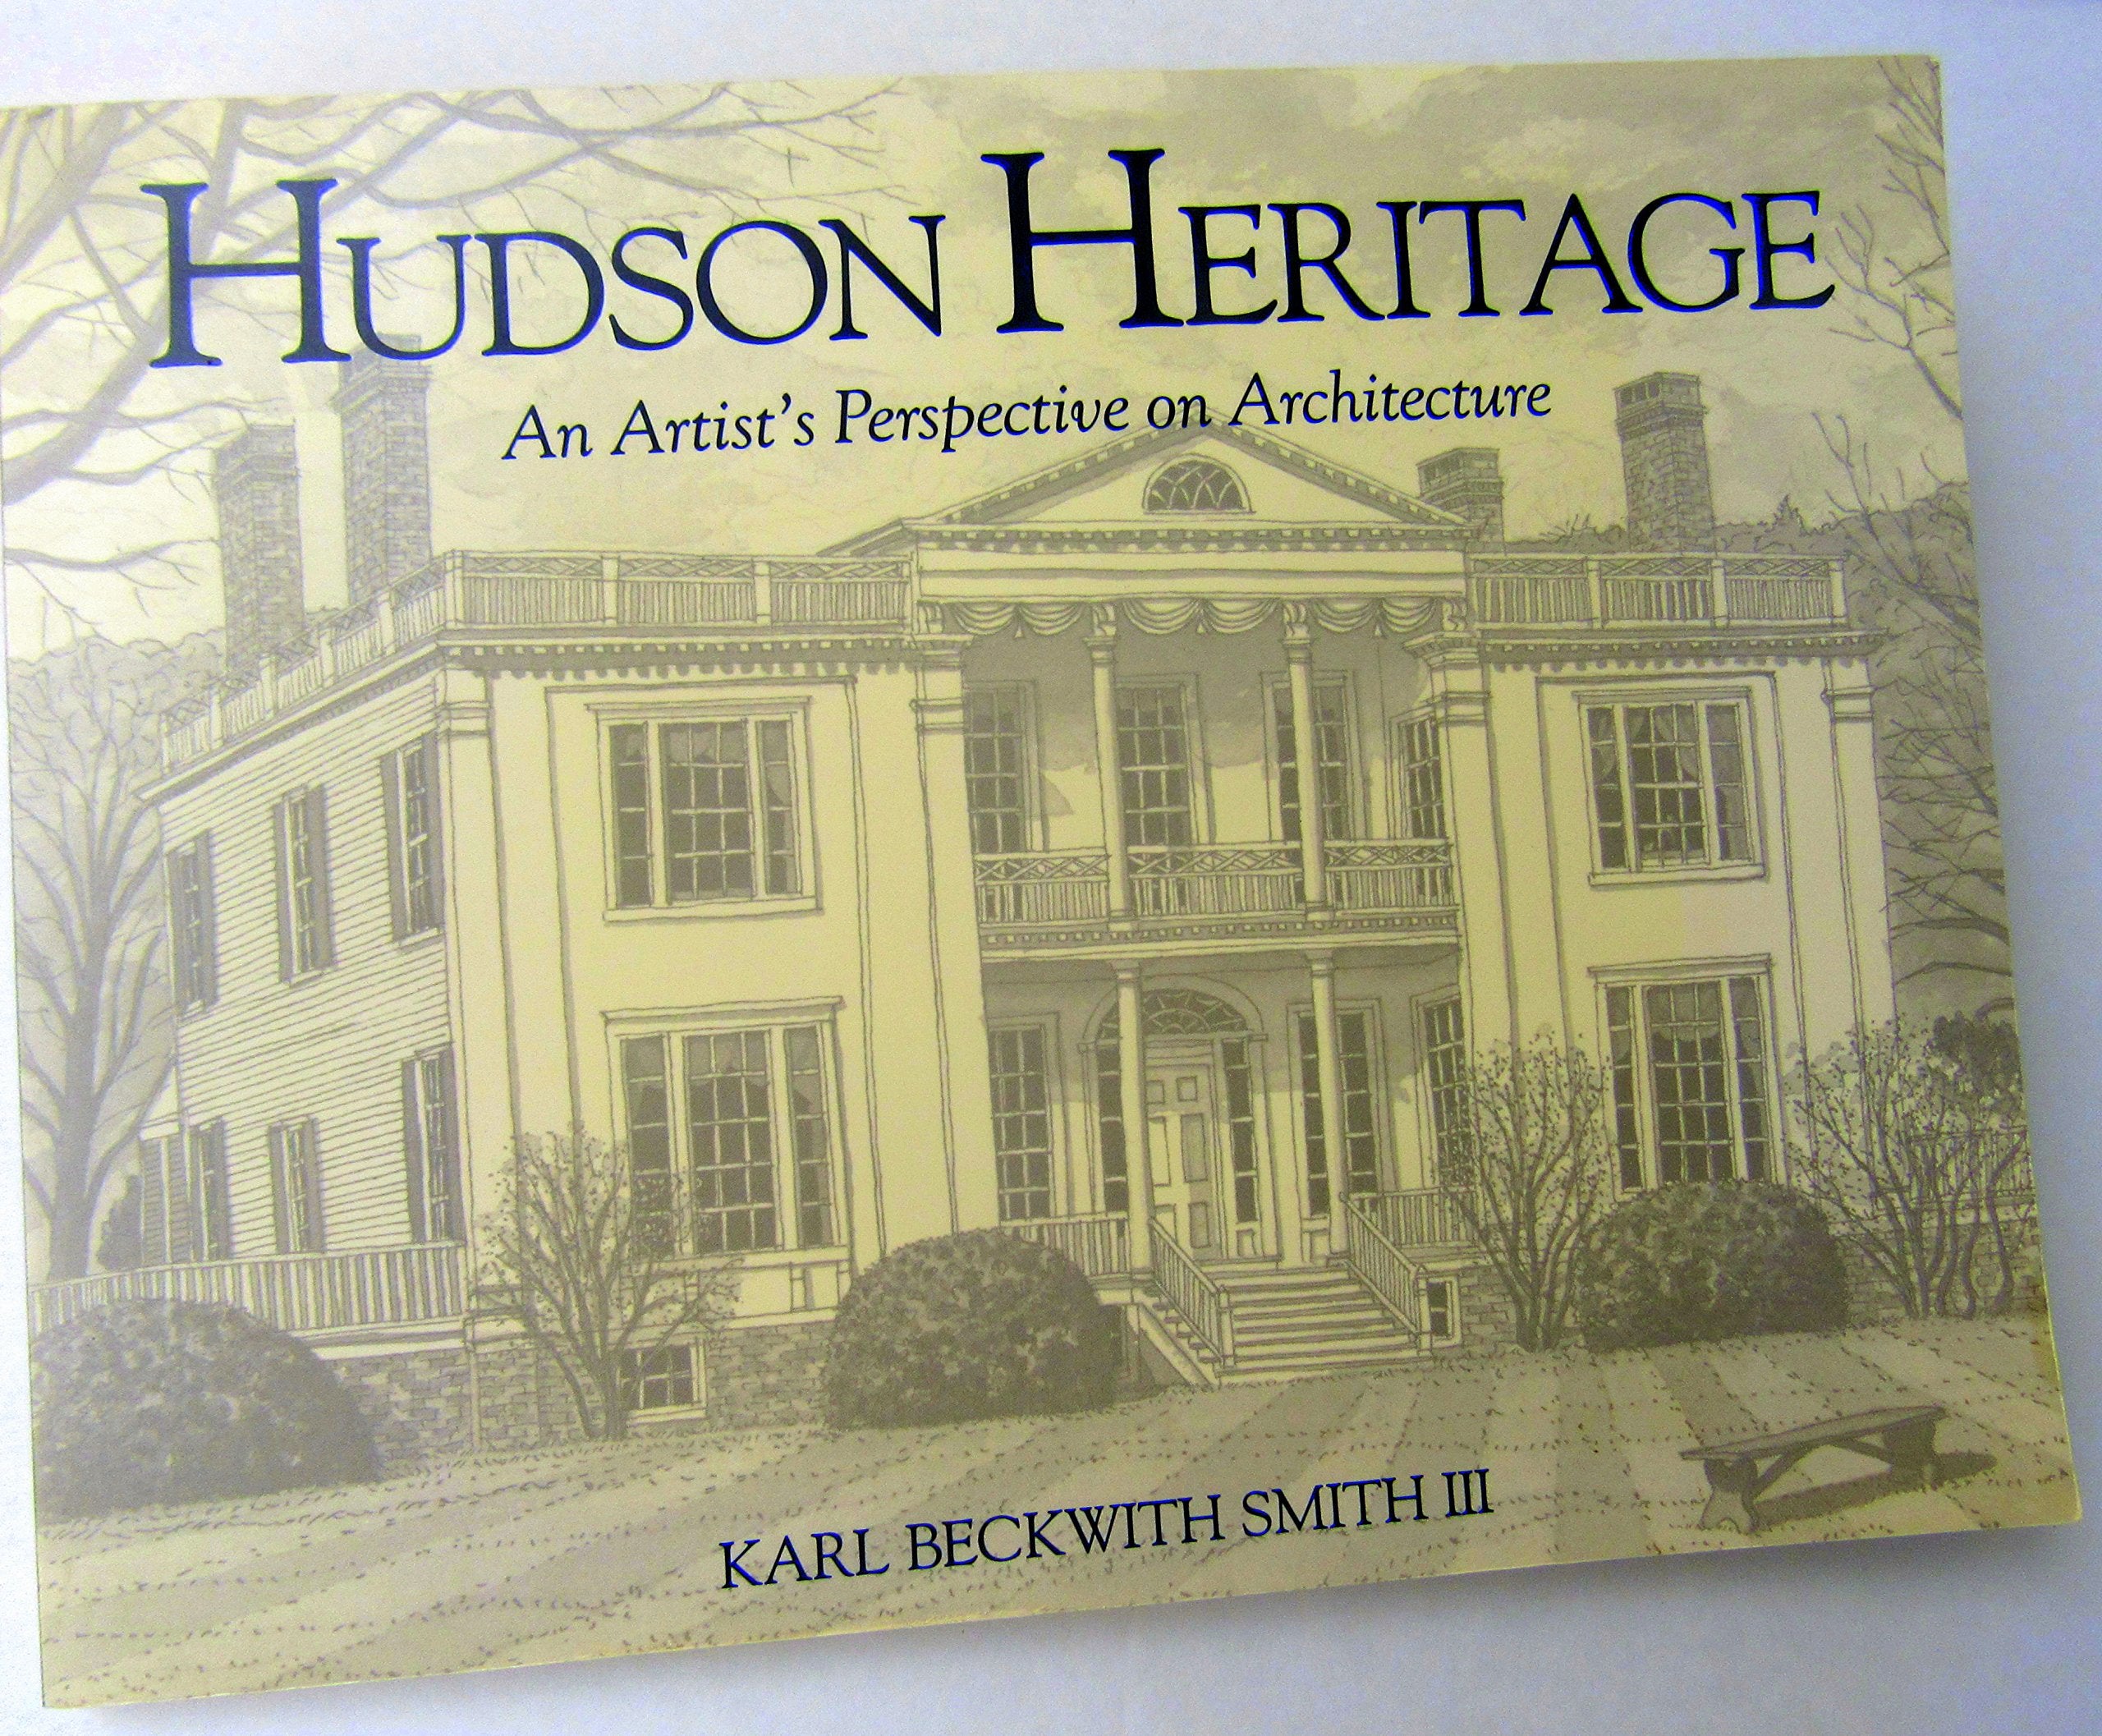 HUDSON HERITAGE
An Artist's Perspective on Architecture
KARL BECKWITH SMITH III